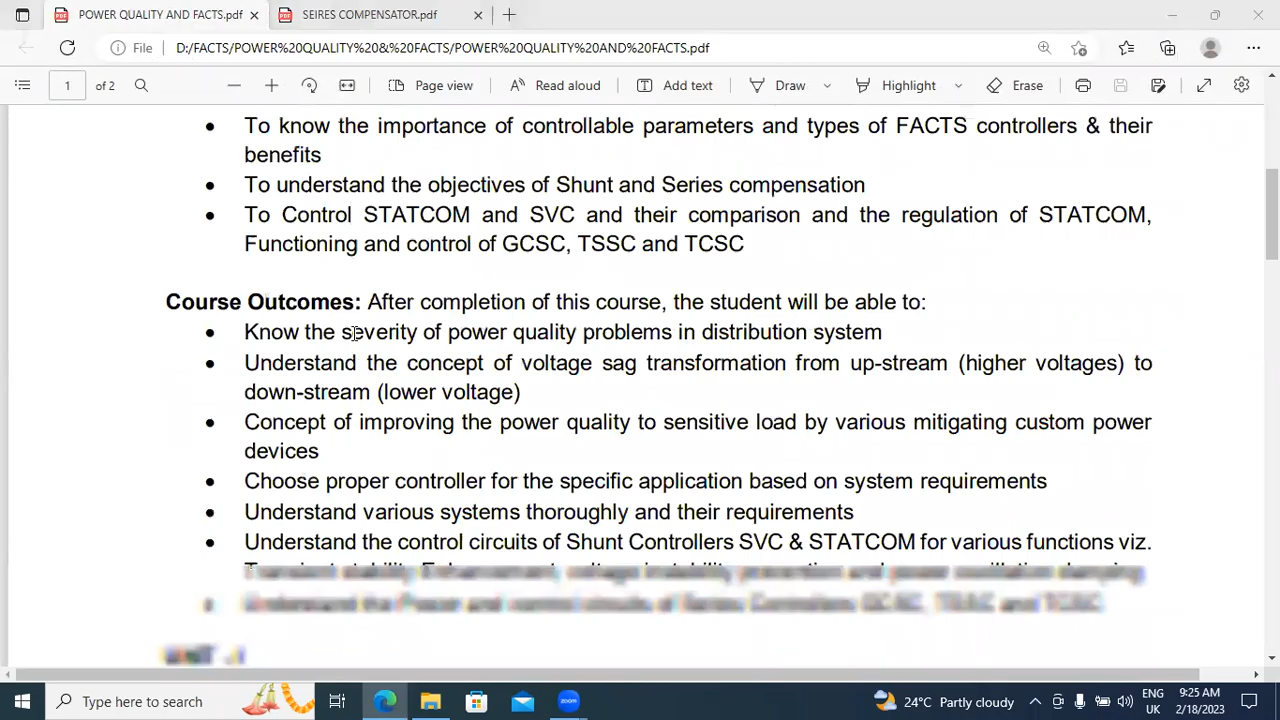 POWER QUALITY AND FACTS.pdf
SEIRES COMPENSATOR.pdf
File
D:/FACTS/POWER%20QUALITY%20&%20FACTS/POWER%20QUALITY%20AND%20FACTS.pdf
1 of 2
Page view
Read aloud
Add text
Draw
Highlight
Erase
• To know the importance of controllable parameters and types of FACTS controllers & their
benefits
• To understand the objectives of Shunt and Series compensation
• To Control STATCOM and SVC and their comparison and the regulation of STATCOM,
Functioning and control of GCSC, TSSC and TCSC
Course Outcomes: After completion of this course, the student will be able to:
• Know the severity of power quality problems in distribution system
• Understand the concept of voltage sag transformation from up-stream (higher voltages) to
down-stream (lower voltage)
• Concept of improving the power quality to sensitive load by various mitigating custom power
devices
• Choose proper controller for the specific application based on system requirements
• Understand various systems thoroughly and their requirements
• Understand the control circuits of Shunt Controllers SVC & STATCOM for various functions viz.
Type here to search
zoom
24°C Partly cloudy
ENG
UK
9:25 AM
2/18/2023